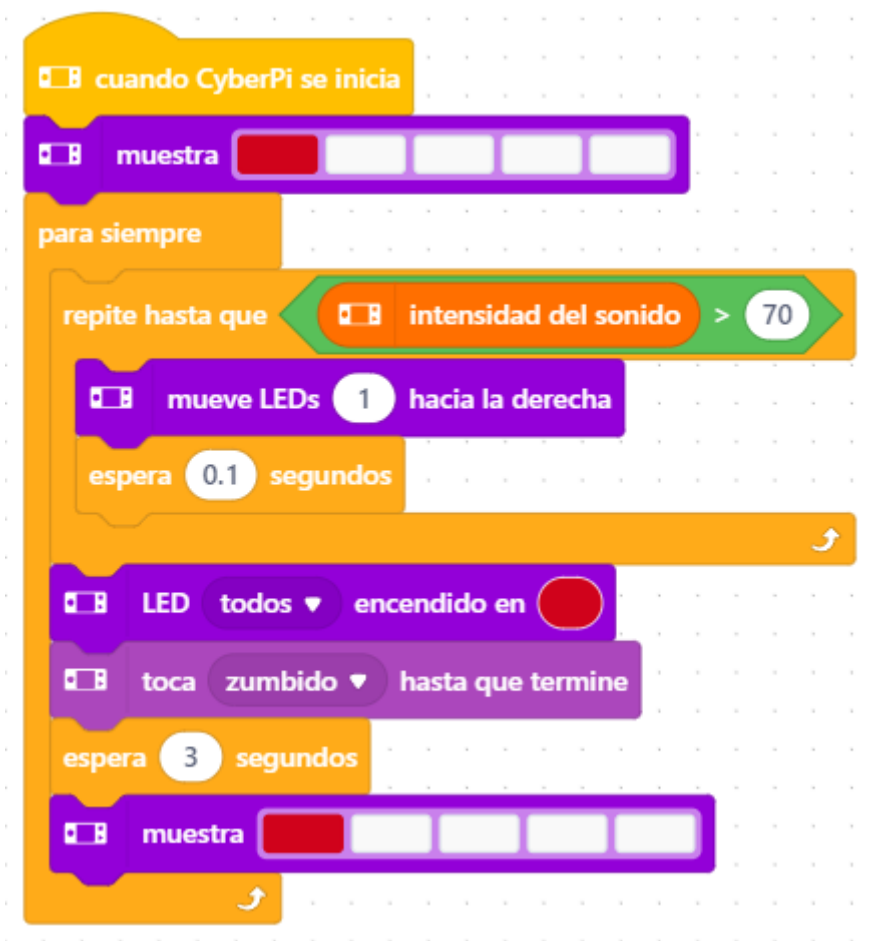 cuando CyberPi se inicia
muestra
para siempre
repite hasta que intensidad del sonido > 70
mueve LEDs 1 hacia la derecha
espera 0.1 segundos
LED todos encendido en
toca zumbido hasta que termine
espera 3 segundos
muestra